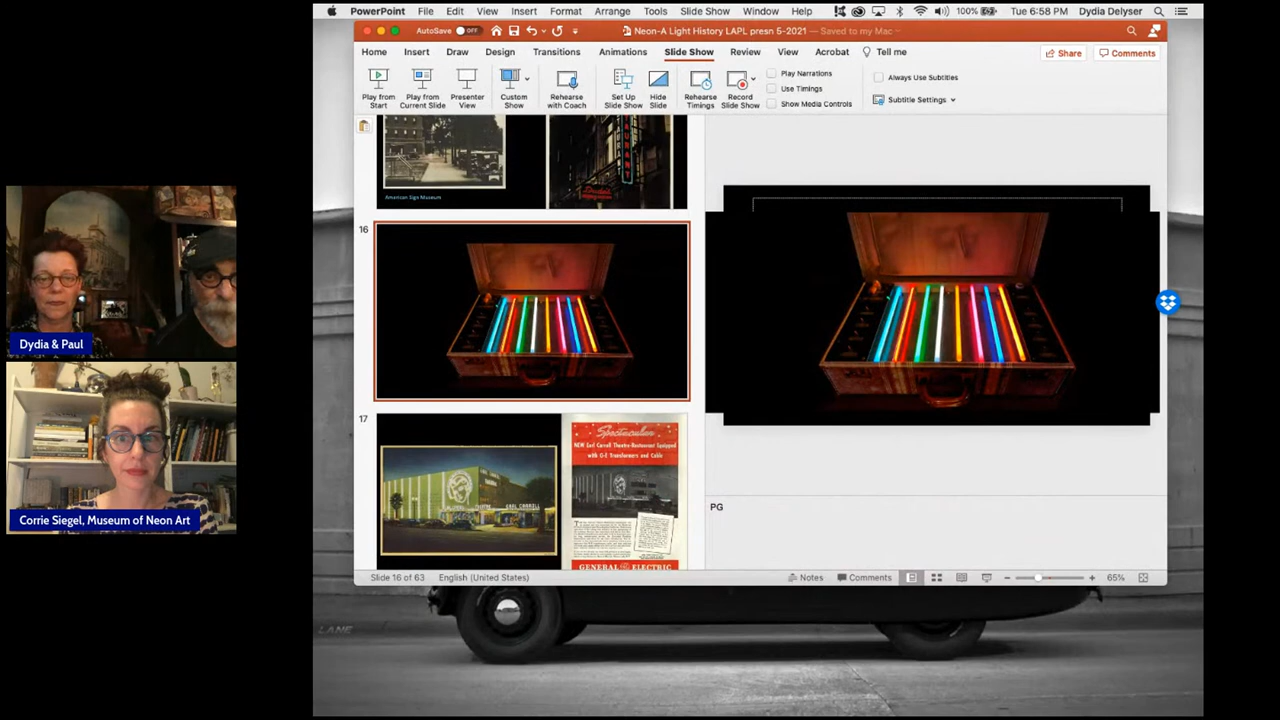 PowerPoint File Edit View Insert Format Arrange Tools Slide Show Window Help 100% Tue 6:58 PM Dydia Delyser
AutoSave OFF Neon-A Light History LAPL presn 5-2021 — Saved to my Mac
Home Insert Draw Design Transitions Animations Slide Show Review View Acrobat Tell me Share Comments
Play from Start
Play from Current Slide
Presenter View
Custom Show
Rehearse with Coach
Set Up Slide Show
Hide Slide
Rehearse Timings
Record Slide Show
Play Narrations
Use Timings
Show Media Controls
Always Use Subtitles
Subtitle Settings
American Sign Museum
16
17
Spectacular
NEW Earl Carroll Theatre-Restaurant Equipped
with G-E Transformers and Cable
EARL CARROLL
GENERAL ELECTRIC
PG
Slide 16 of 63 English (United States) Notes Comments 65%
LANE
Dydia & Paul
Corrie Siegel, Museum of Neon Art